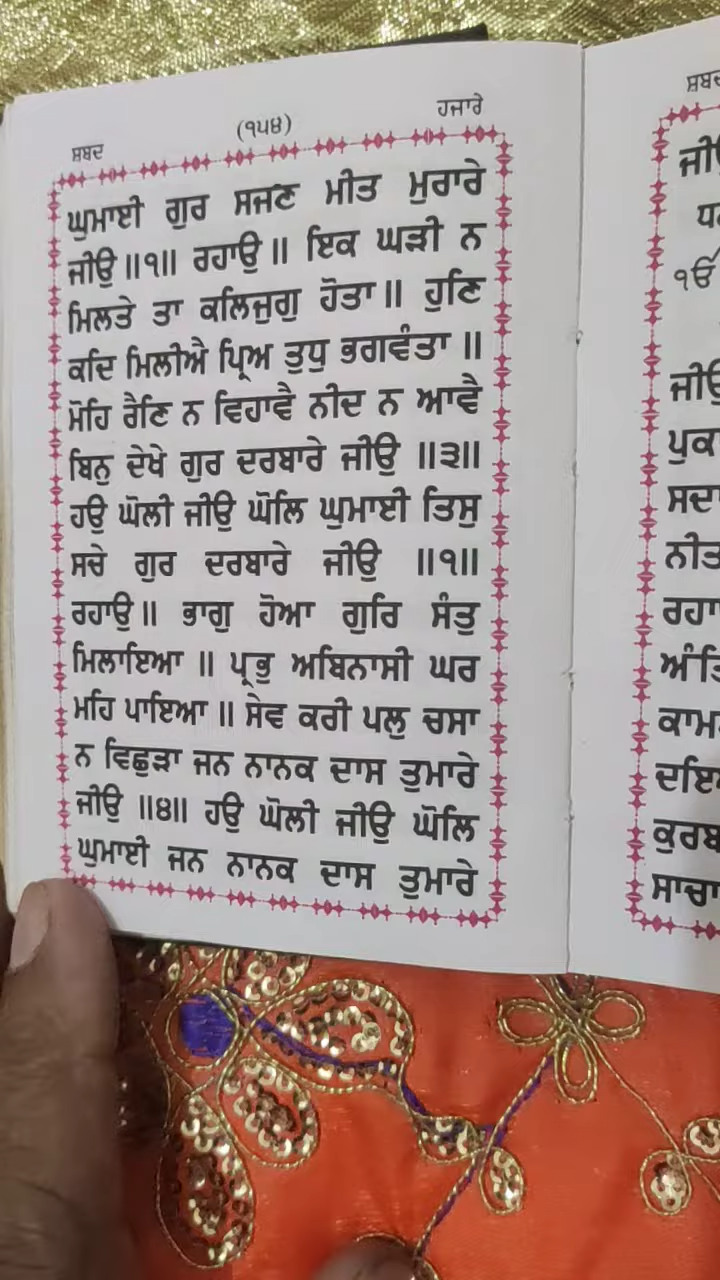 ਸ਼ਬਦ (੧੫੪) ਹਜਾਰੇ
ਘੁਮਾਈ ਗੁਰ ਸਜਣ ਮੀਤ ਮੁਰਾਰੇ
ਜੀਉ ॥੧॥ ਰਹਾਉ ॥ ਇਕ ਘੜੀ ਨ
ਮਿਲਤੇ ਤਾ ਕਲਿਜੁਗੁ ਹੋਤਾ ॥ ਹੁਣਿ
ਕਦਿ ਮਿਲੀਐ ਪ੍ਰਿਅ ਤੁਧੁ ਭਗਵੰਤਾ ॥
ਮੋਹਿ ਰੈਣਿ ਨ ਵਿਹਾਵੈ ਨੀਦ ਨ ਆਵੈ
ਬਿਨੁ ਦੇਖੇ ਗੁਰ ਦਰਬਾਰੇ ਜੀਉ ॥੩॥
ਹਉ ਘੋਲੀ ਜੀਉ ਘੋਲਿ ਘੁਮਾਈ ਤਿਸੁ
ਸਚੇ ਗੁਰ ਦਰਬਾਰੇ ਜੀਉ ॥੧॥
ਰਹਾਉ ॥ ਭਾਗੁ ਹੋਆ ਗੁਰਿ ਸੰਤੁ
ਮਿਲਾਇਆ ॥ ਪ੍ਰਭੁ ਅਬਿਨਾਸੀ ਘਰ
ਮਹਿ ਪਾਇਆ ॥ ਸੇਵ ਕਰੀ ਪਲੁ ਚਸਾ
ਨ ਵਿਛੁੜਾ ਜਨ ਨਾਨਕ ਦਾਸ ਤੁਮਾਰੇ
ਜੀਉ ॥੪॥ ਹਉ ਘੋਲੀ ਜੀਉ ਘੋਲਿ
ਘੁਮਾਈ ਜਨ ਨਾਨਕ ਦਾਸ ਤੁਮਾਰੇ
ੴ
ਸਦਾ